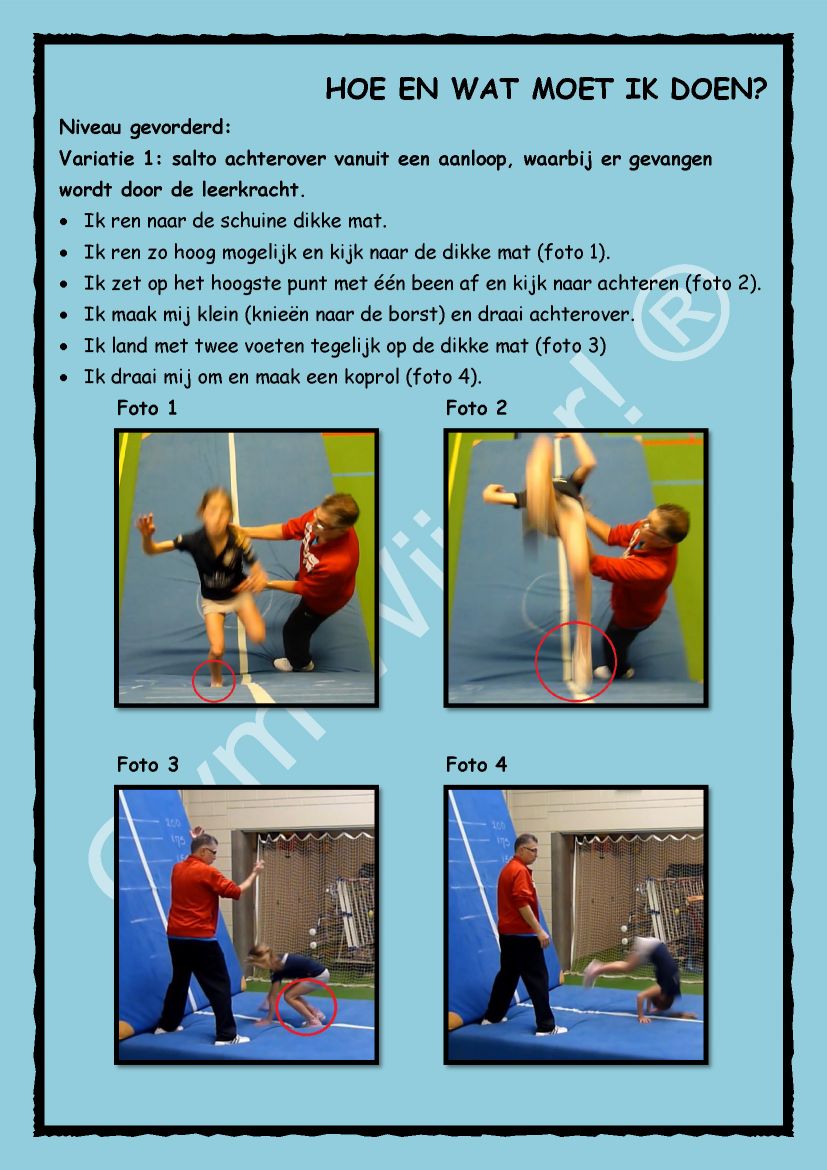 HOE EN WAT MOET IK DOEN?
Niveau gevorderd:
Variatie 1: salto achterover vanuit een aanloop, waarbij er gevangen
wordt door de leerkracht.
• Ik ren naar de schuine dikke mat.
• Ik ren zo hoog mogelijk en kijk naar de dikke mat (foto 1).
• Ik zet op het hoogste punt met één been af en kijk naar achteren (foto 2).
• Ik maak mij klein (knieën naar de borst) en draai achterover.
• Ik land met twee voeten tegelijk op de dikke mat (foto 3)
• Ik draai mij om en maak een koprol (foto 4).
Foto 1
Foto 2
Foto 3
Foto 4
200
175